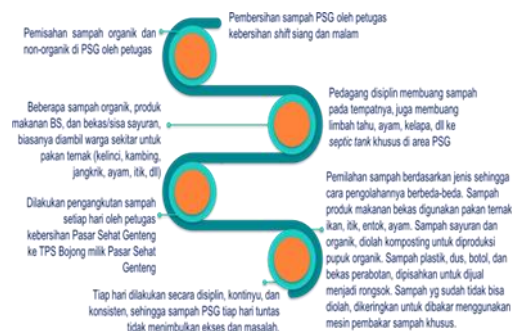 Pembersihan sampah PSG oleh petugas
kebersihan shift siang dan malam
Pemisahan sampah organik dan
non-organik di PSG oleh petugas
Pedagang disiplin membuang sampah
pada tempatnya, juga membuang
limbah tahu, ayam, kelapa, dll ke
septic tank khusus di area PSG
Beberapa sampah organik, produk
makanan BS, dan bekas/sisa sayuran,
biasanya diambil warga sekitar untuk
pakan ternak (kelinci, kambing,
jangkrik, ayam, itik, dll)
Pemilahan sampah berdasarkan jenis sehingga
cara pengolahannya berbeda-beda. Sampah
produk makanan bekas digunakan pakan ternak
ikan, itik, entok, ayam. Sampah sayuran dan
organik, diolah komposting untuk diproduksi
pupuk organik. Sampah plastik, dus, botol, dan
bekas perabotan, dipisahkan untuk dijual
menjadi rongsok. Sampah yg sudah tidak bisa
diolah, dikeringkan untuk dibakar menggunakan
mesin pembakar sampah khusus.
Dilakukan pengangkutan sampah
setiap hari oleh petugas
kebersihan Pasar Sehat Genteng
ke TPS Bojong milik Pasar Sehat
Genteng
Tiap hari dilakukan secara disiplin, kontinyu, dan
konsisten, sehingga sampah PSG tiap hari tuntas
tidak menimbulkan ekses dan masalah.